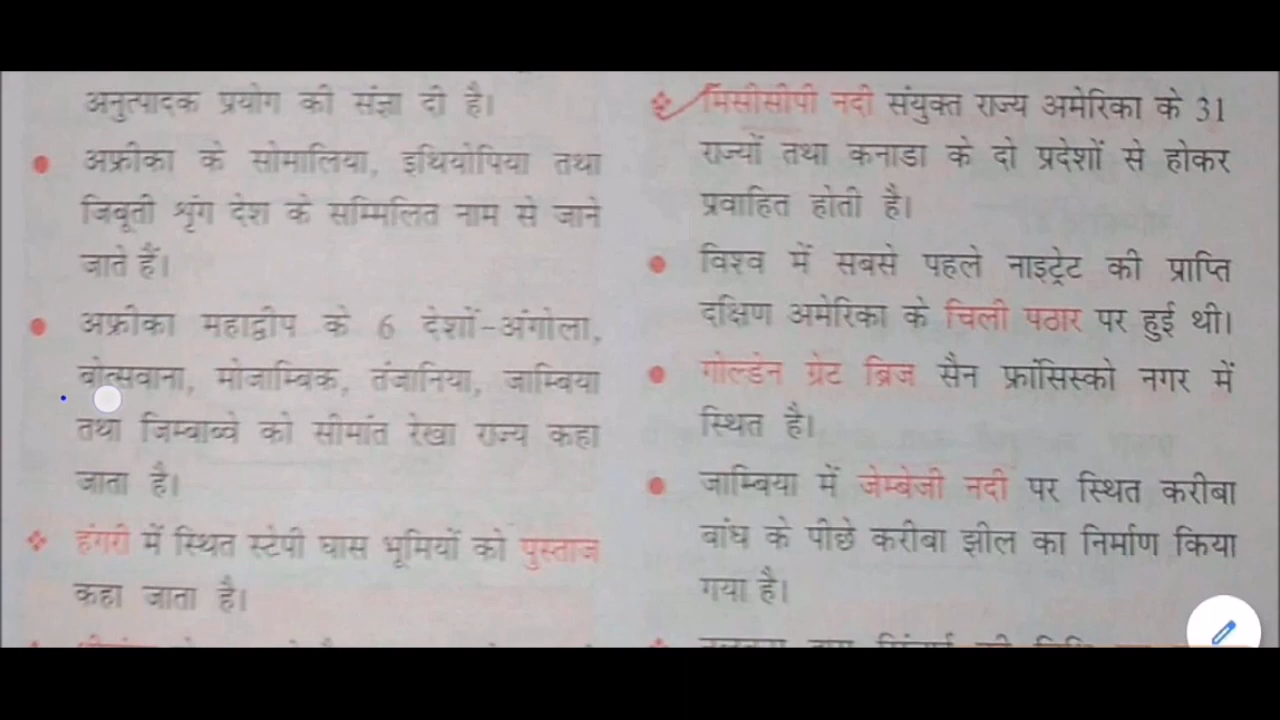 अनुत्पादक प्रयोग की संज्ञा दी है।
अफ्रीका के सोमालिया, इथियोपिया तथा
जिबूती श्रृंग देश के सम्मिलित नाम से जाने
जाते हैं।
अफ्रीका महाद्वीप के 6 देशों-अंगोला,
बोत्सवाना, मोजाम्बिक, तंजानिया, जाम्बिया
तथा जिम्बाब्वे को सीमांत रेखा राज्य कहा
जाता है।
हंगरी में स्थित स्टेपी घास भूमियों को पुस्ताज
कहा जाता है।
मिसीसीपी नदी संयुक्त राज्य अमेरिका के 31
राज्यों तथा कनाडा के दो प्रदेशों से होकर
प्रवाहित होती है।
विश्व में सबसे पहले नाइट्रेट की प्राप्ति
दक्षिण अमेरिका के चिली पठार पर हुई थी।
गोल्डेन ग्रेट ब्रिज सैन फ्रांसिस्को नगर में
स्थित है।
जाम्बिया में जेम्बेजी नदी पर स्थित करीबा
बांध के पीछे करीबा झील का निर्माण किया
गया है।